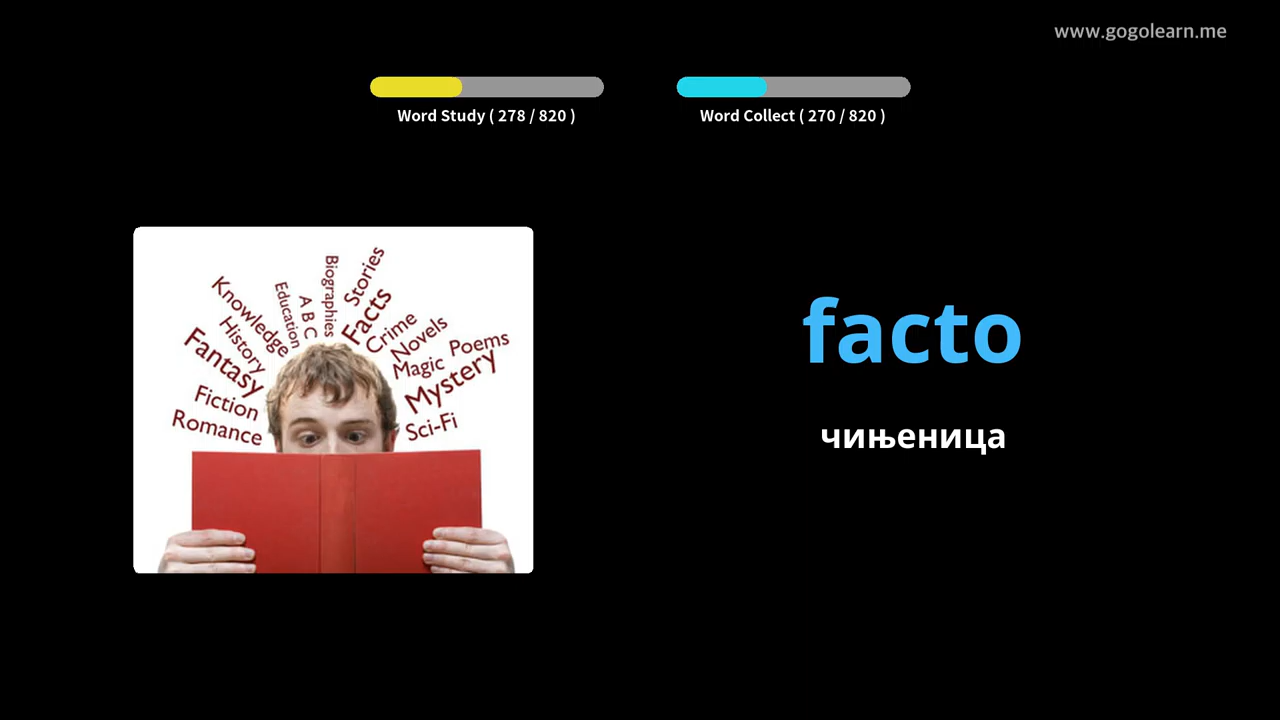 www.gogolearn.me
Word Study ( 278 / 820 )
Word Collect ( 270 / 820 )
Romance
Fiction
Fantasy
History
Knowledge
Education
A B C
Biographies
Stories
Facts
Crime
Novels
Magic
Poems
Mystery
Sci-Fi
facto
чињеница